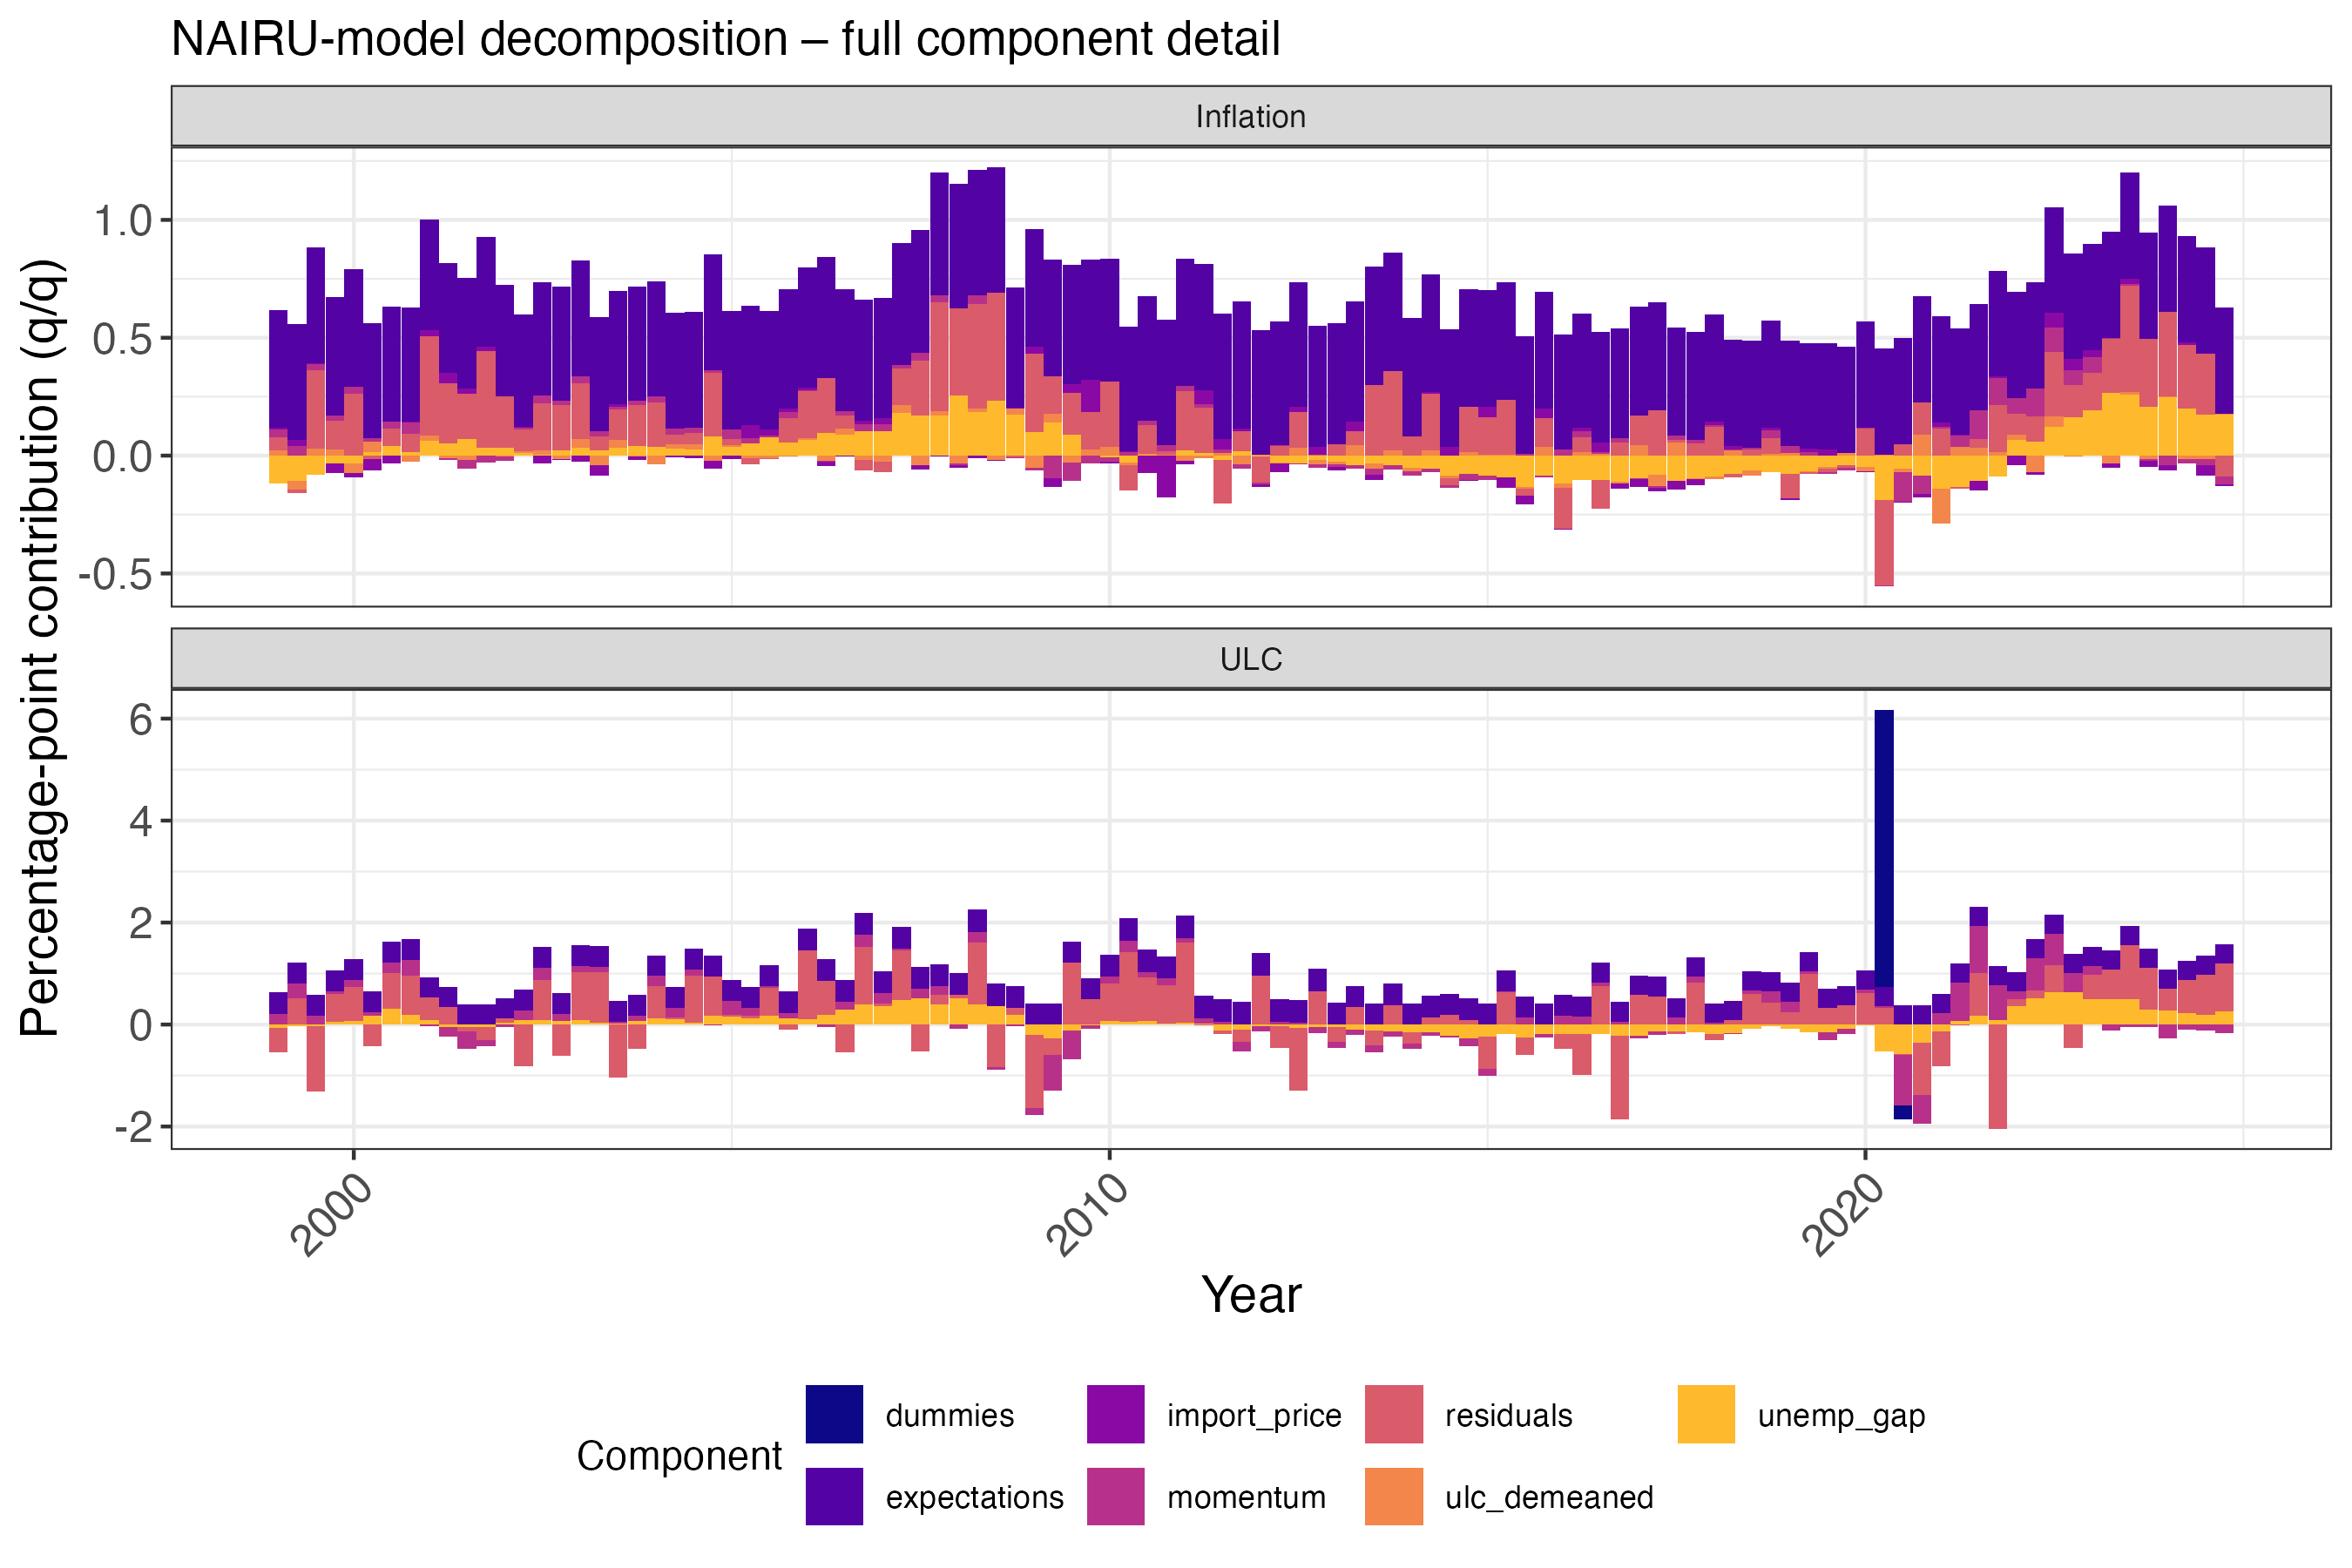 NAIRU-model decomposition – full component detail
Inflation
1.0
0.5
0.0
-0.5
Percentage-point contribution (q/q)
ULC
6
4
2
0
-2
2000
2010
2020
Year
Component
dummies
import_price
residuals
unemp_gap
expectations
momentum
ulc_demeaned